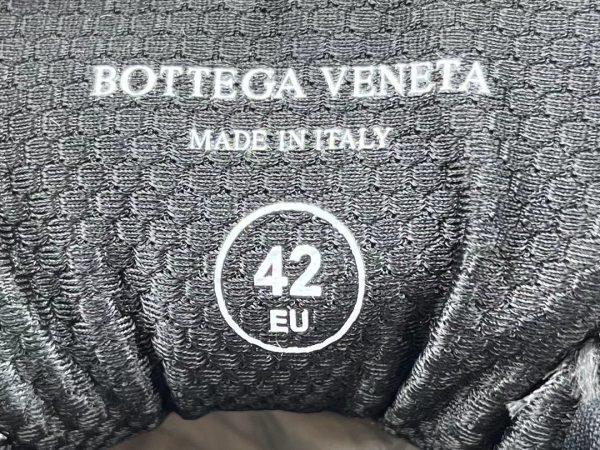 BOTTEGA VENETA
MADE IN ITALY
42
EU